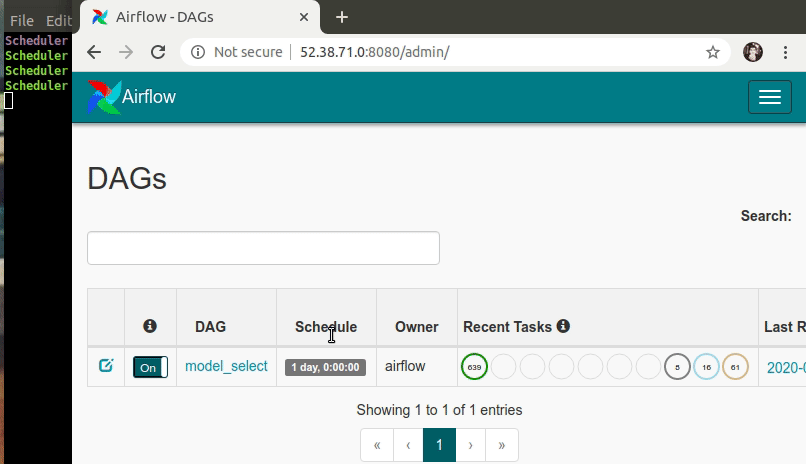 File Edit
Scheduler
Scheduler
Scheduler
Scheduler
Airflow - DAGs
Not secure | 52.38.71.0:8080/admin/
Airflow
DAGs
Search:
DAG Schedule Owner Recent Tasks Last R
On model_select 1 day, 0:00:00 airflow 639 8 16 61 2020-0
Showing 1 to 1 of 1 entries
« ‹ 1 › »